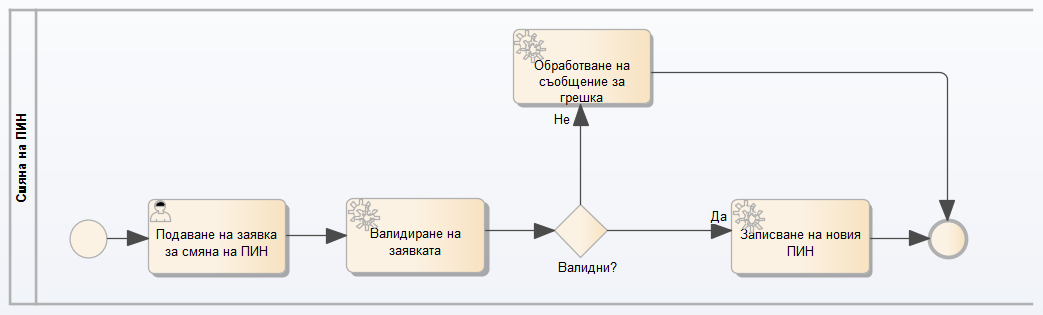 Смяна на ПИН
Обработване на
съобщение за
грешка
Не
Подаване на заявка
за смяна на ПИН
Валидиране на
заявката
Валидни?
Да
Записване на новия
ПИН